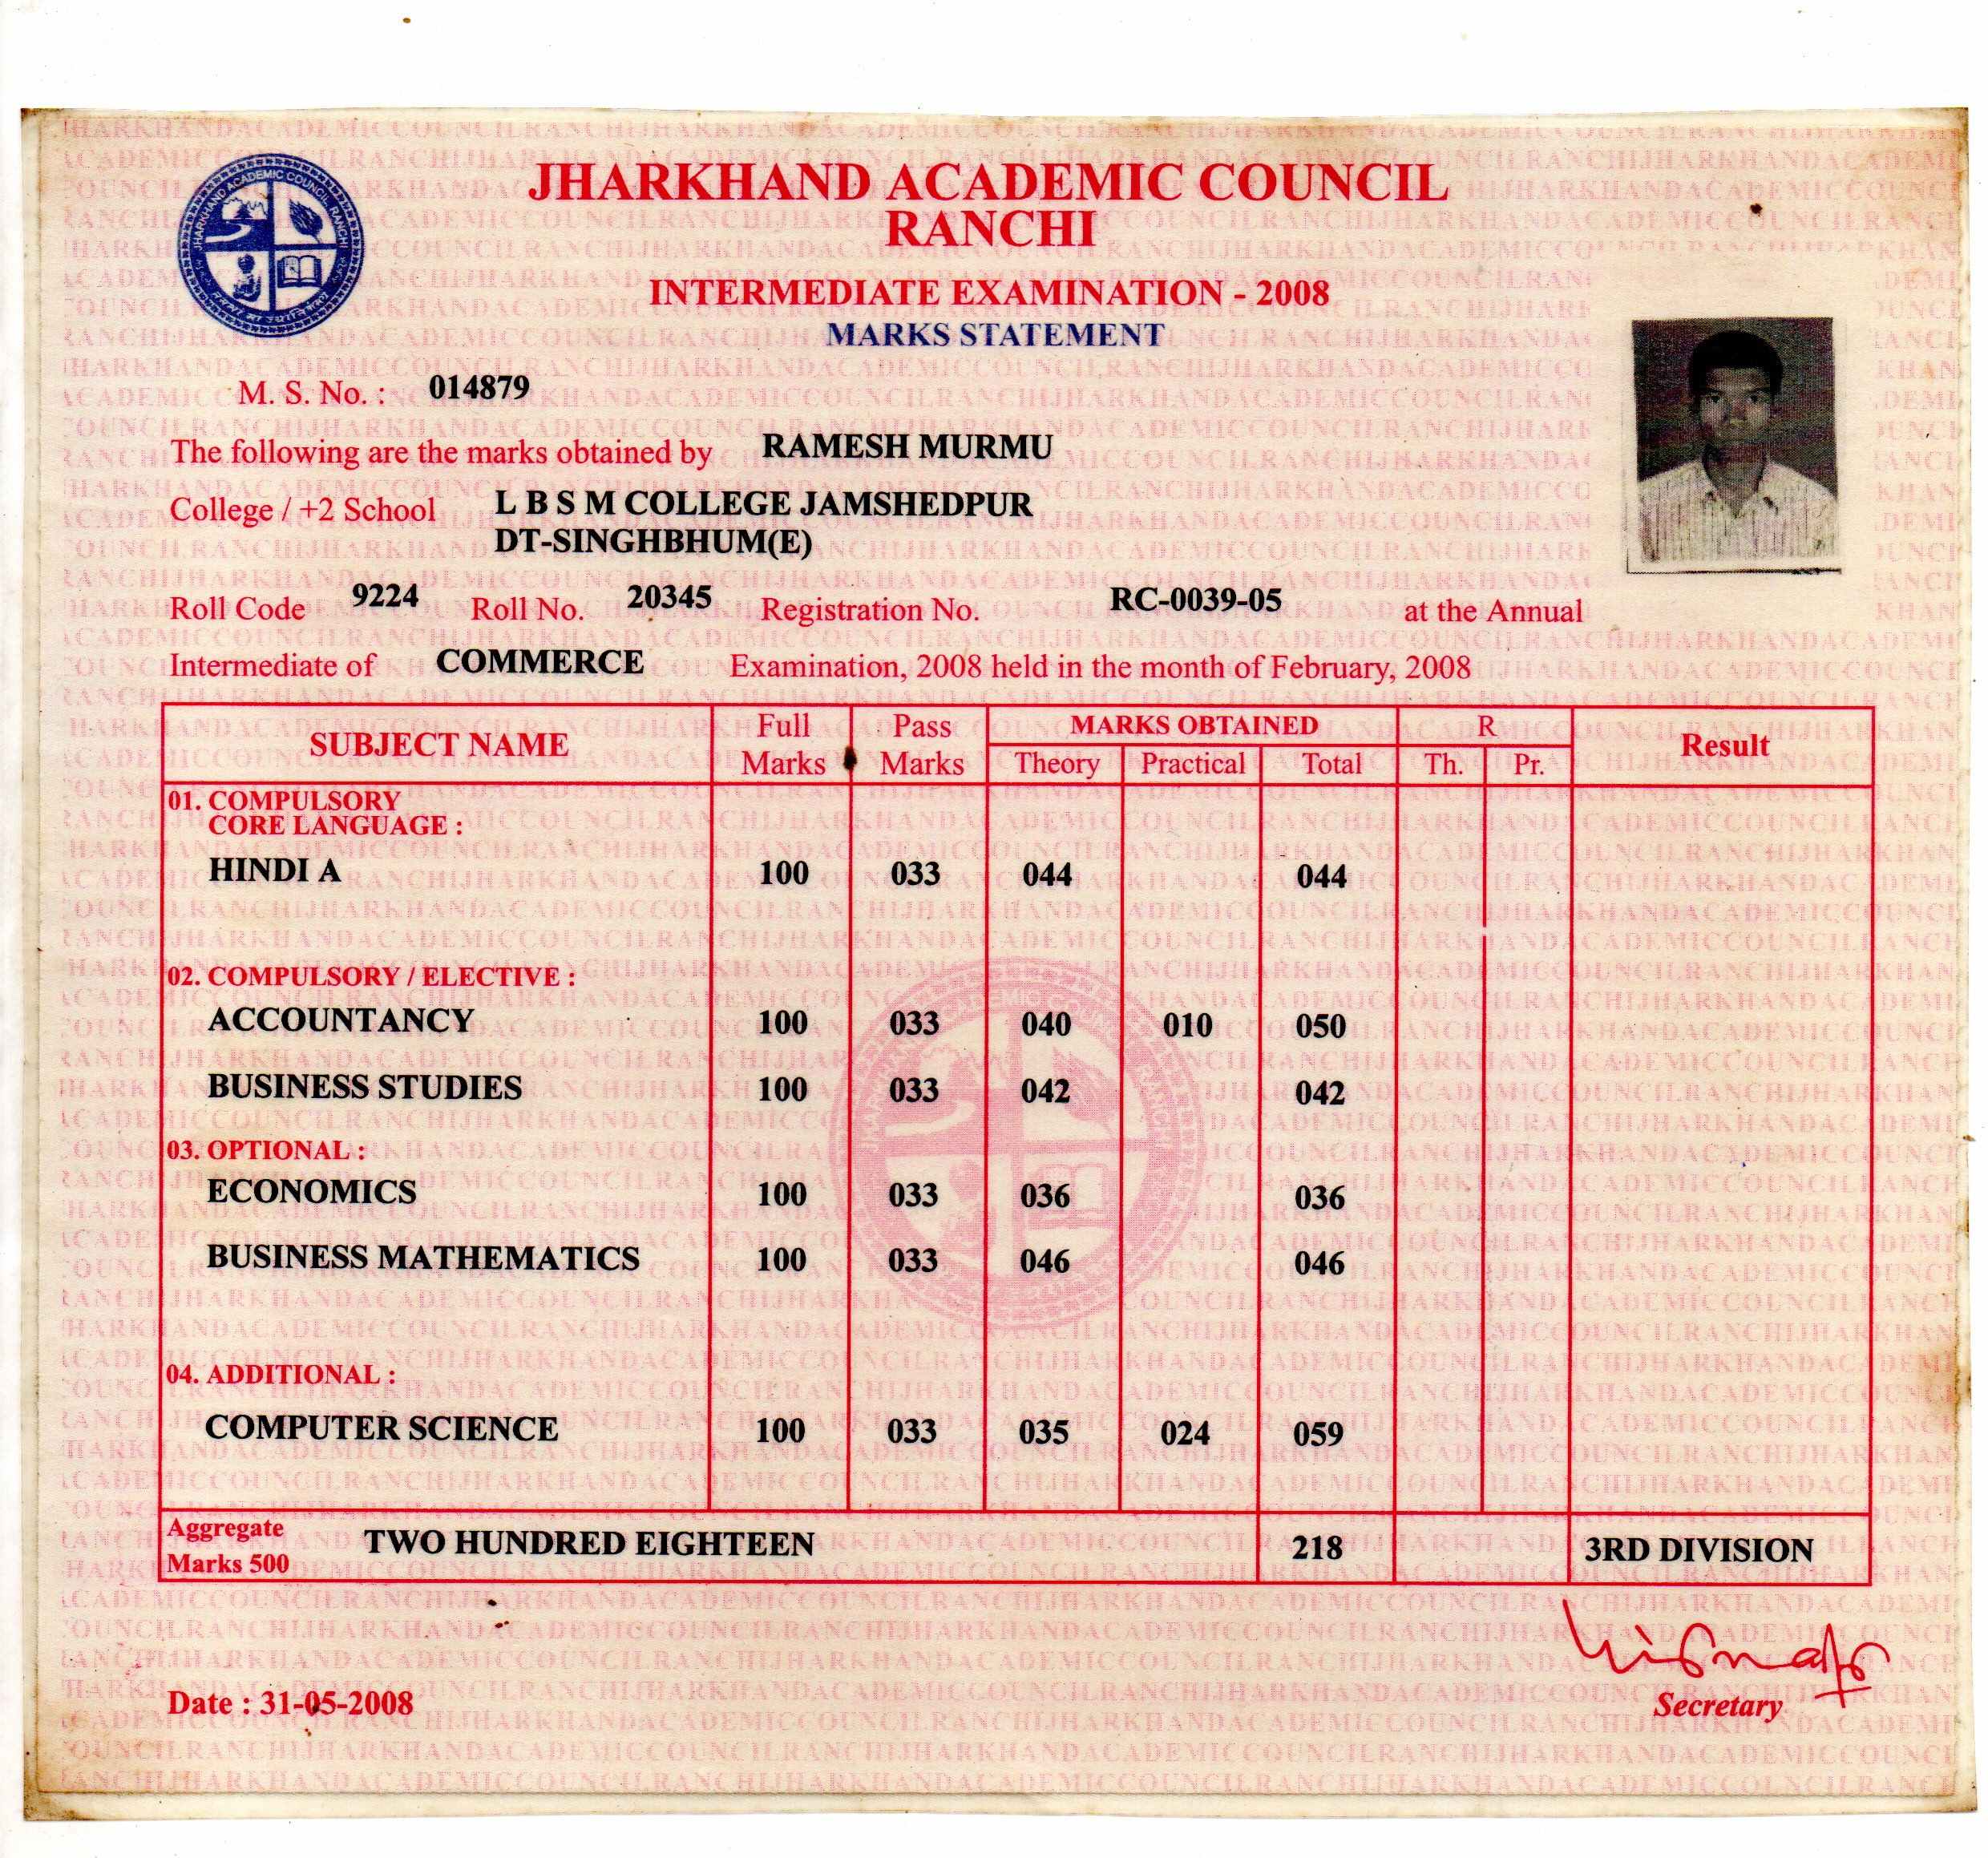 JHARKHAND ACADEMIC COUNCIL
RANCHI
JHARKHAND ACADEMIC COUNCIL, RANCHI
INTERMEDIATE EXAMINATION - 2008
MARKS STATEMENT
M. S. No. : 014879
The following are the marks obtained by RAMESH MURMU
College / +2 School L B S M COLLEGE JAMSHEDPUR
DT-SINGHBHUM(E)
Roll Code 9224 Roll No. 20345 Registration No. RC-0039-05 at the Annual
Intermediate of COMMERCE Examination, 2008 held in the month of February, 2008
SUBJECT NAME Full Marks Pass Marks MARKS OBTAINED R Result
Theory Practical Total Th. Pr.
01. COMPULSORY
CORE LANGUAGE :
HINDI A 100 033 044 044
02. COMPULSORY / ELECTIVE :
ACCOUNTANCY 100 033 040 010 050
BUSINESS STUDIES 100 033 042 042
03. OPTIONAL :
ECONOMICS 100 033 036 036
BUSINESS MATHEMATICS 100 033 046 046
04. ADDITIONAL :
COMPUTER SCIENCE 100 033 035 024 059
Aggregate
Marks 500 TWO HUNDRED EIGHTEEN 218 3RD DIVISION
Date : 31-05-2008
Secretary